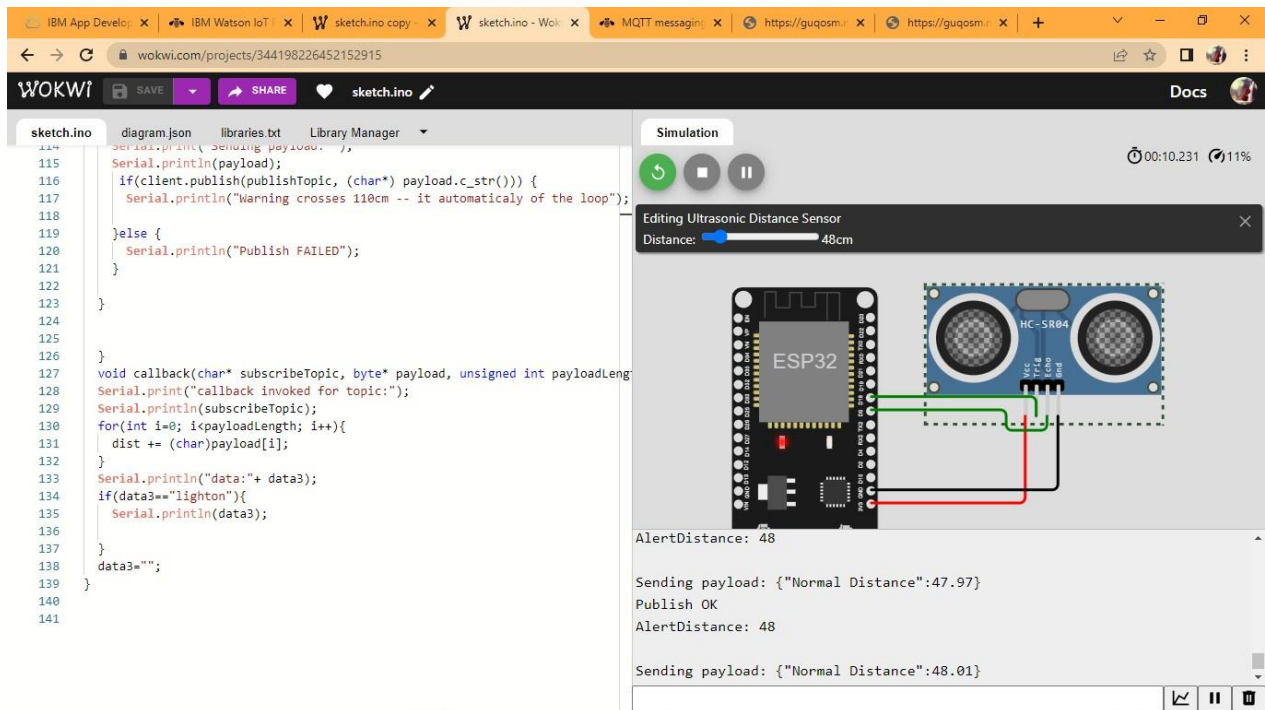 IBM App Develop
IBM Watson IoT P
sketch.ino copy -
sketch.ino - Wok
MQTT messaging
https://guqosm.r
https://guqosm.r
wokwi.com/projects/344198226452152915
WOKWi
SAVE
SHARE
sketch.ino
Docs
sketch.ino diagram.json libraries.txt Library Manager
114 Serial.print("Sending payload: ");
115 Serial.println(payload);
116 if(client.publish(publishTopic, (char*) payload.c_str())) {
117 Serial.println("Warning crosses 110cm -- it automaticaly of the loop");
118
119 }else {
120 Serial.println("Publish FAILED");
121 }
122
123 }
124
125
126 }
127 void callback(char* subscribeTopic, byte* payload, unsigned int payloadLeng
128 Serial.print("callback invoked for topic:");
129 Serial.println(subscribeTopic);
130 for(int i=0; i<payloadLength; i++){
131 dist += (char)payload[i];
132 }
133 Serial.println("data:"+ data3);
134 if(data3=="lighton"){
135 Serial.println(data3);
136
137 }
138 data3="";
139 }
140
141
Simulation
00:10.231 11%
Editing Ultrasonic Distance Sensor
Distance: 48cm
ESP32
HC-SR04
Vcc
Trig
Echo
Gnd
AlertDistance: 48
Sending payload: {"Normal Distance":47.97}
Publish OK
AlertDistance: 48
Sending payload: {"Normal Distance":48.01}